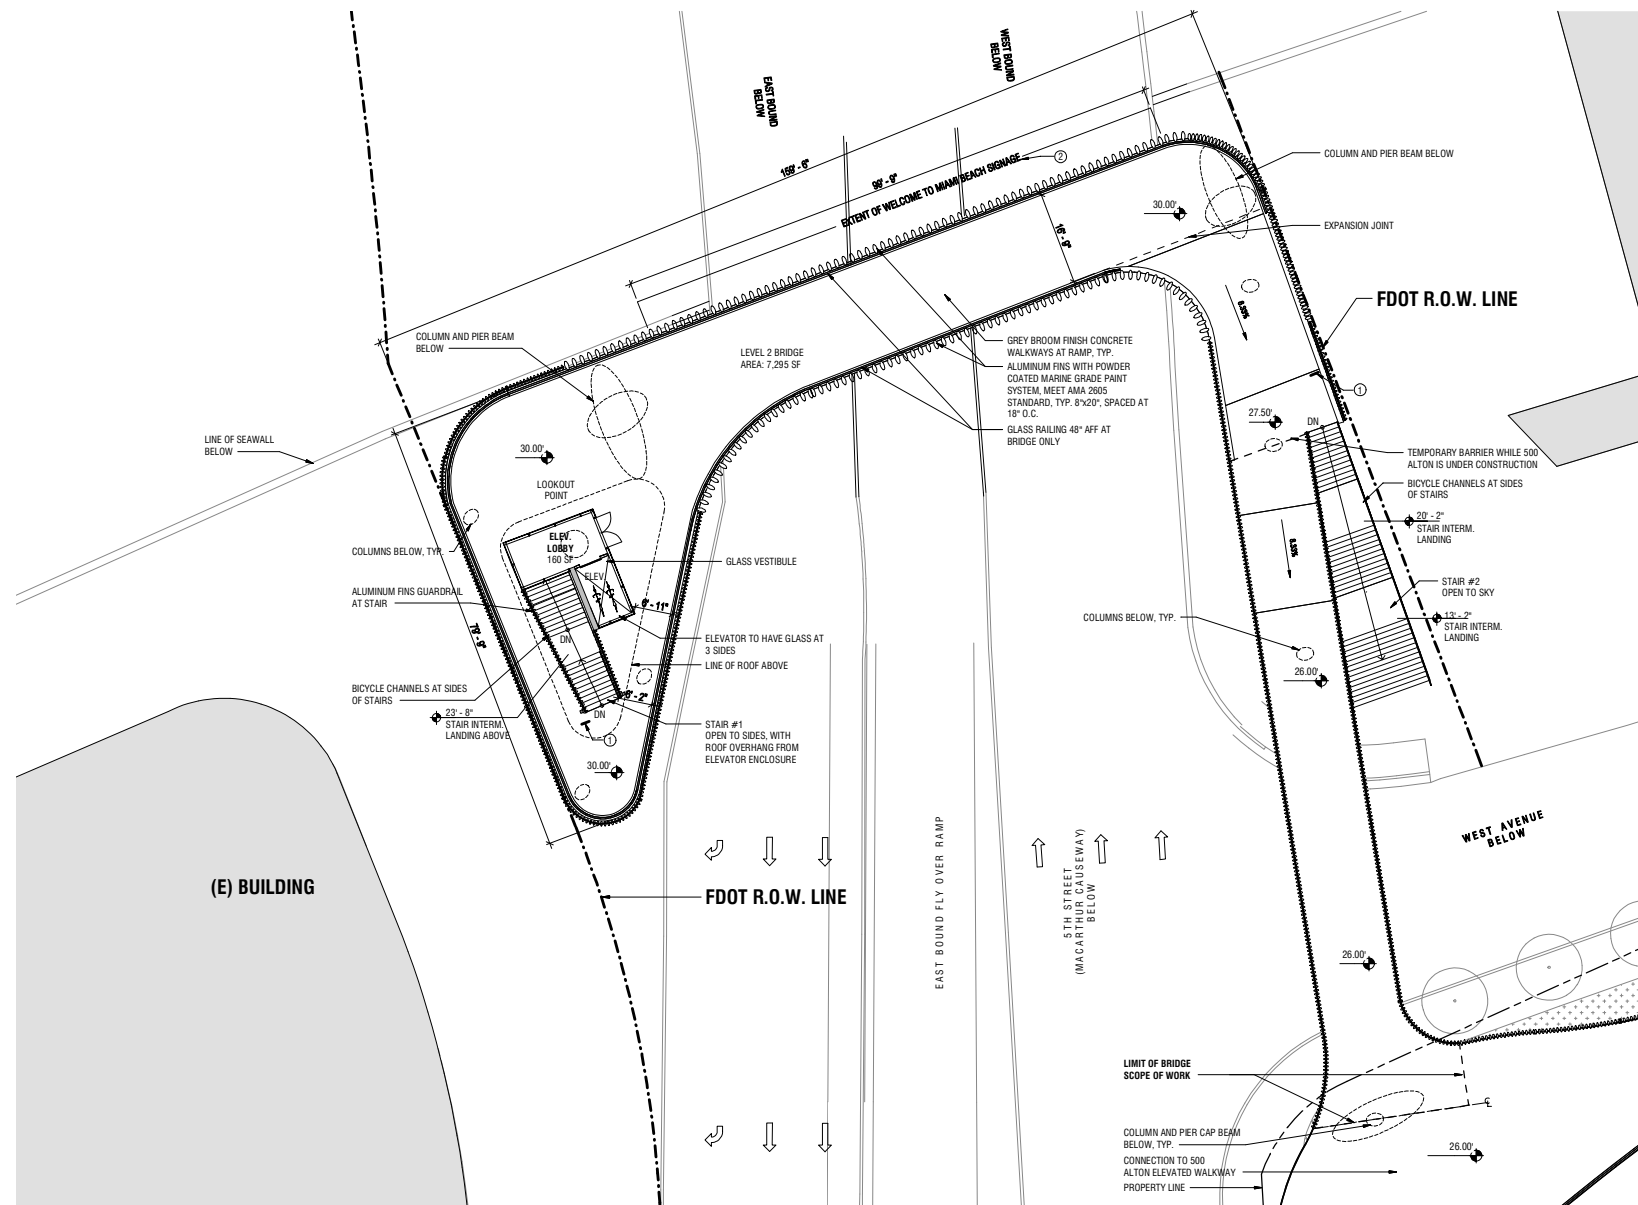 WEST BOUND
BELOW
EAST BOUND
BELOW
159' - 6"
99' - 9"
EXTENT OF WELCOME TO MIAMI BEACH SIGNAGE
2
COLUMN AND PIER BEAM BELOW
30.00'
EXPANSION JOINT
16' - 9"
8.33%
FDOT R.O.W. LINE
COLUMN AND PIER BEAM
BELOW
LEVEL 2 BRIDGE
AREA: 7,295 SF
GREY BROOM FINISH CONCRETE
WALKWAYS AT RAMP, TYP.
ALUMINUM FINS WITH POWDER
COATED MARINE GRADE PAINT
SYSTEM, MEET AMA 2605
STANDARD, TYP. 8"x20", SPACED AT
18" O.C.
GLASS RAILING 48" AFF AT
BRIDGE ONLY
1
27.50'
DN
LINE OF SEAWALL
BELOW
30.00'
LOOKOUT
POINT
TEMPORARY BARRIER WHILE 500
ALTON IS UNDER CONSTRUCTION
BICYCLE CHANNELS AT SIDES
OF STAIRS
20' - 2"
STAIR INTERM.
LANDING
8.33%
ELEV.
LOBBY
160 SF
ELEV.
COLUMNS BELOW, TYP.
GLASS VESTIBULE
ALUMINUM FINS GUARDRAIL
AT STAIR
6' - 11"
STAIR #2
OPEN TO SKY
13' - 2"
STAIR INTERM.
LANDING
COLUMNS BELOW, TYP.
79' - 9"
DN
ELEVATOR TO HAVE GLASS AT
3 SIDES
LINE OF ROOF ABOVE
26.00'
BICYCLE CHANNELS AT SIDES
OF STAIRS
6' - 2"
23' - 8"
STAIR INTERM.
LANDING ABOVE
DN
STAIR #1
OPEN TO SIDES, WITH
ROOF OVERHANG FROM
ELEVATOR ENCLOSURE
1
30.00'
WEST AVENUE
BELOW
EAST BOUND FLY OVER RAMP
5TH STREET
(MACARTHUR CAUSEWAY)
BELOW
(E) BUILDING
FDOT R.O.W. LINE
26.00'
LIMIT OF BRIDGE
SCOPE OF WORK
COLUMN AND PIER CAP BEAM
BELOW, TYP.
CONNECTION TO 500
ALTON ELEVATED WALKWAY
PROPERTY LINE
26.00'